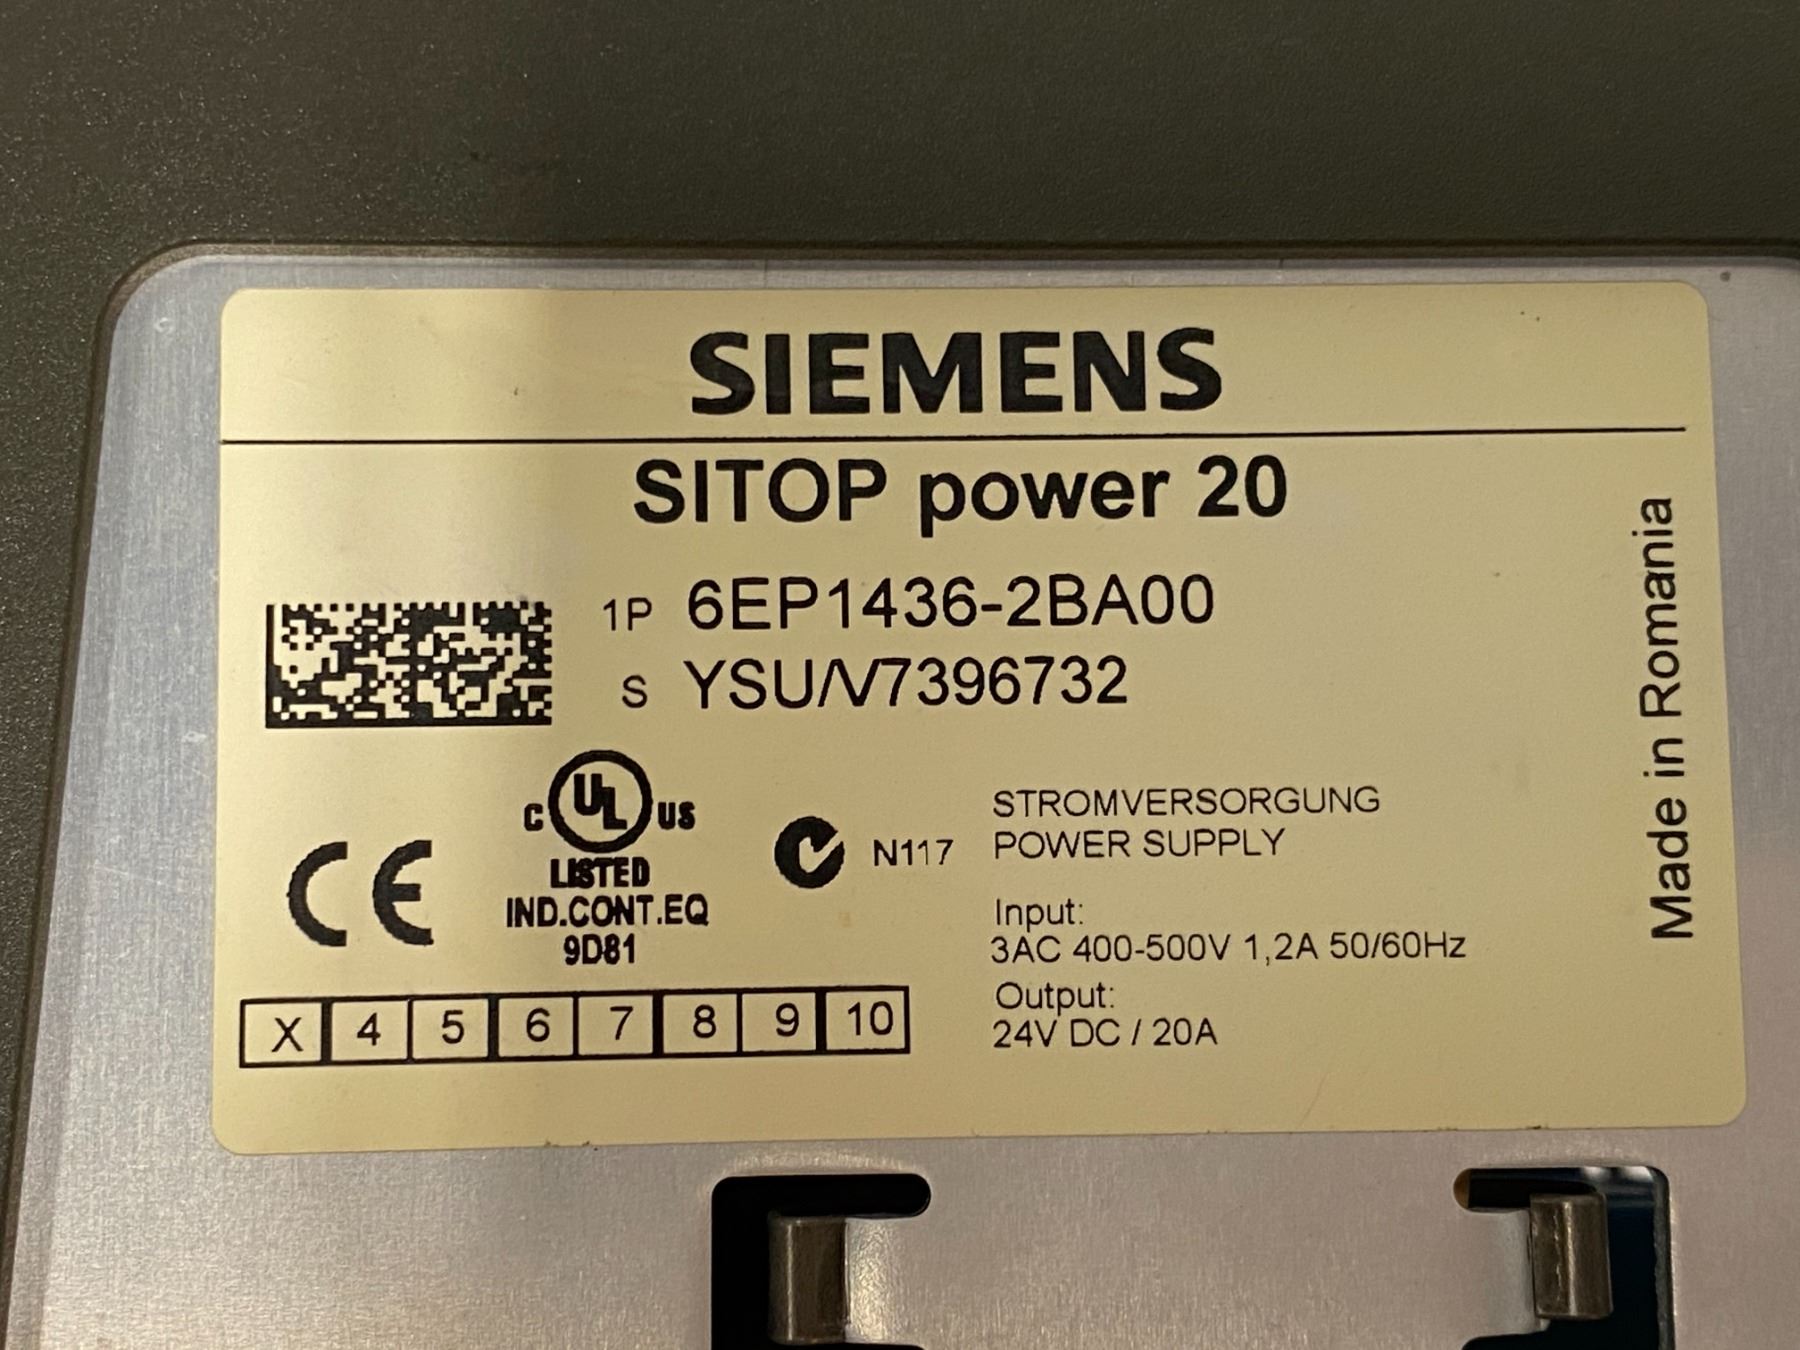 SIEMENS
SITOP power 20
1P 6EP1436-2BA00
S YSU/V7396732
C UL US
LISTED
IND.CONT.EQ
9D81
CE
N117
STROMVERSORGUNG
POWER SUPPLY
Input:
3AC 400-500V 1,2A 50/60Hz
Output:
24V DC / 20A
X 4 5 6 7 8 9 10
Made in Romania